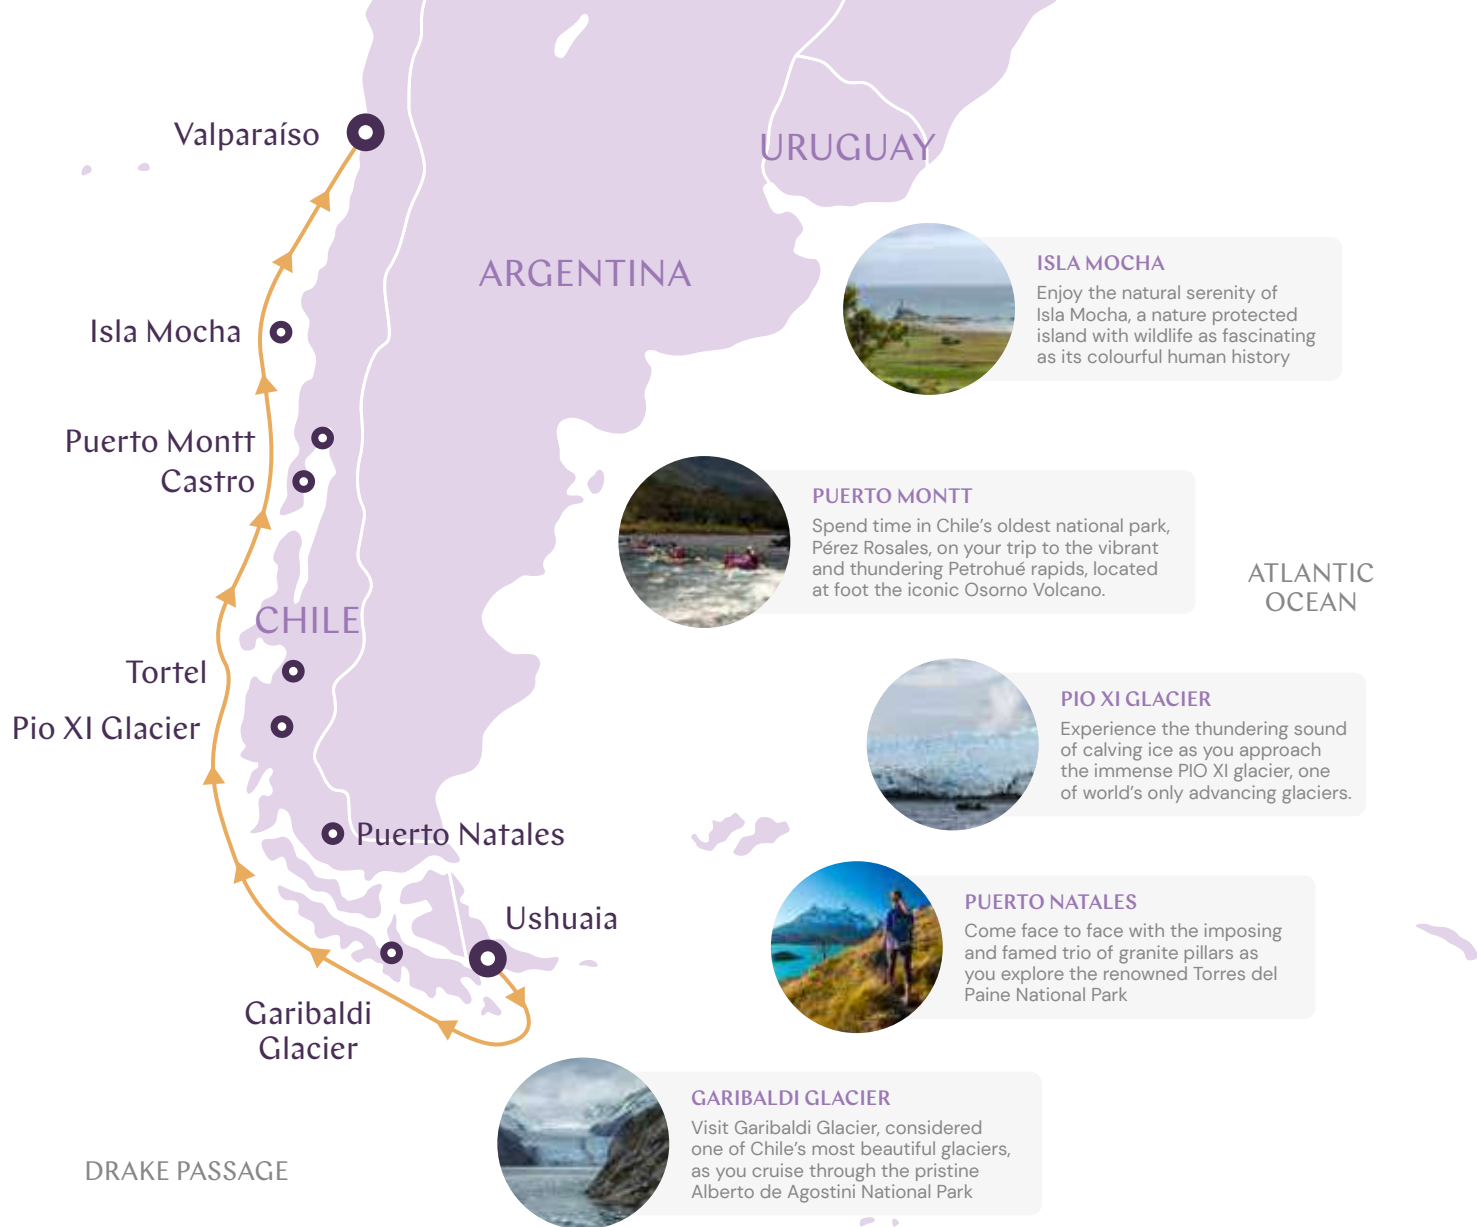 Valparaíso
URUGUAY
ARGENTINA
ISLA MOCHA
Enjoy the natural serenity of
Isla Mocha, a nature protected
island with wildlife as fascinating
as its colourful human history
Isla Mocha
Puerto Montt
Castro
PUERTO MONTT
Spend time in Chile's oldest national park,
Pérez Rosales, on your trip to the vibrant
and thundering Petrohué rapids, located
at foot the iconic Osorno Volcano.
ATLANTIC
OCEAN
CHILE
Tortel
Pio XI Glacier
PIO XI GLACIER
Experience the thundering sound
of calving ice as you approach
the immense PIO XI glacier, one
of world's only advancing glaciers.
Puerto Natales
PUERTO NATALES
Come face to face with the imposing
and famed trio of granite pillars as
you explore the renowned Torres del
Paine National Park
Ushuaia
Garibaldi
Glacier
GARIBALDI GLACIER
Visit Garibaldi Glacier, considered
one of Chile's most beautiful glaciers,
as you cruise through the pristine
Alberto de Agostini National Park
DRAKE PASSAGE